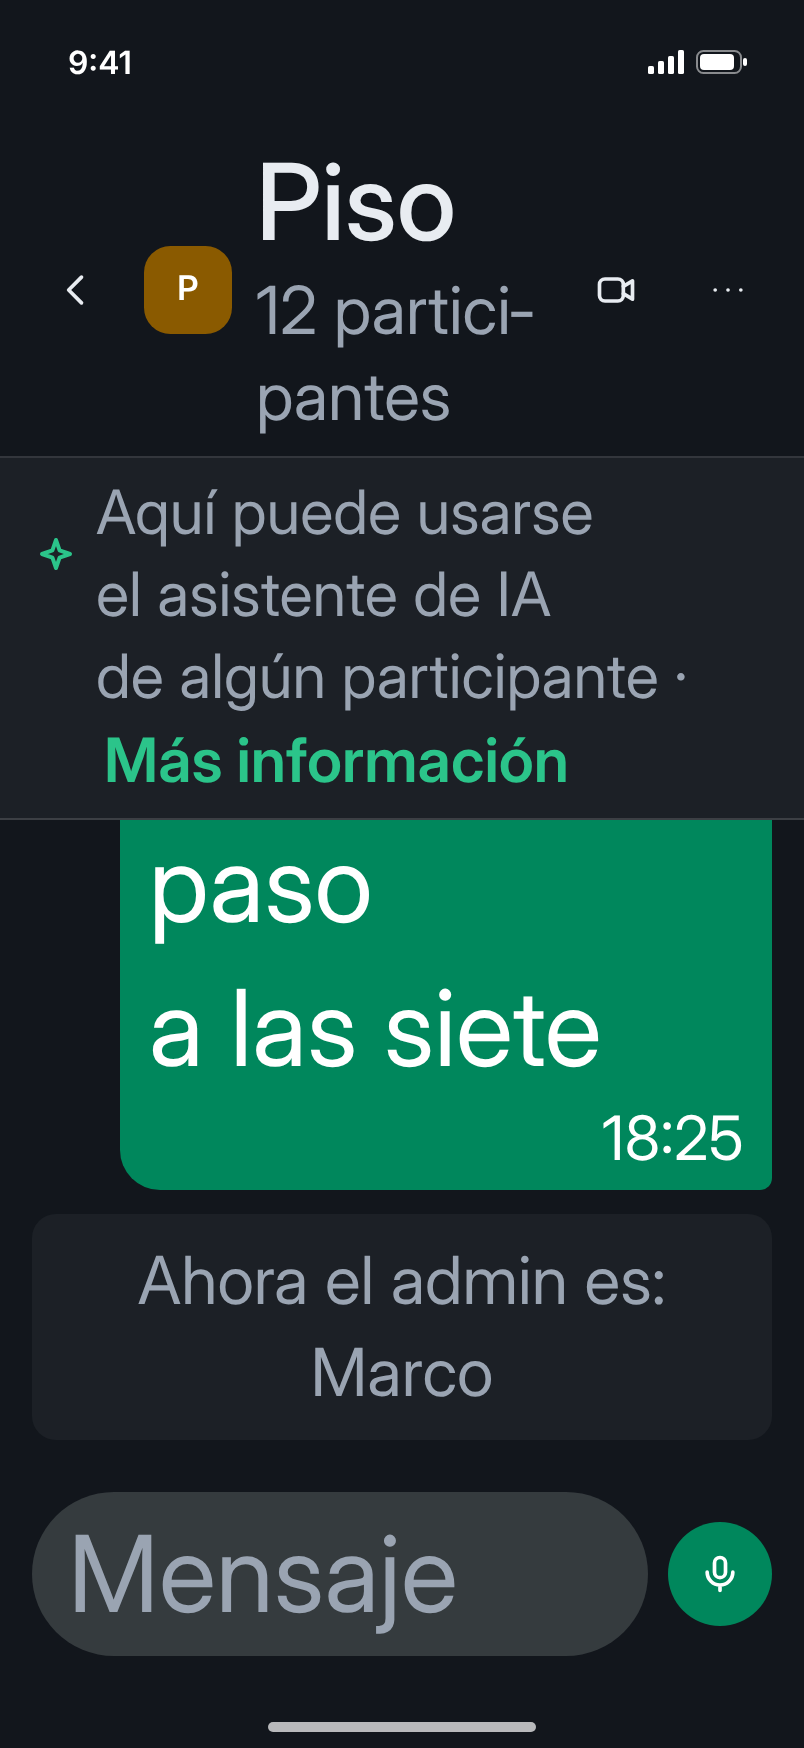 9:41
Piso
P
12 partici-
pantes
Aquí puede usarse
el asistente de IA
de algún participante ·
Más información
paso
a las siete
18:25
Ahora el admin es:
Marco
Mensaje